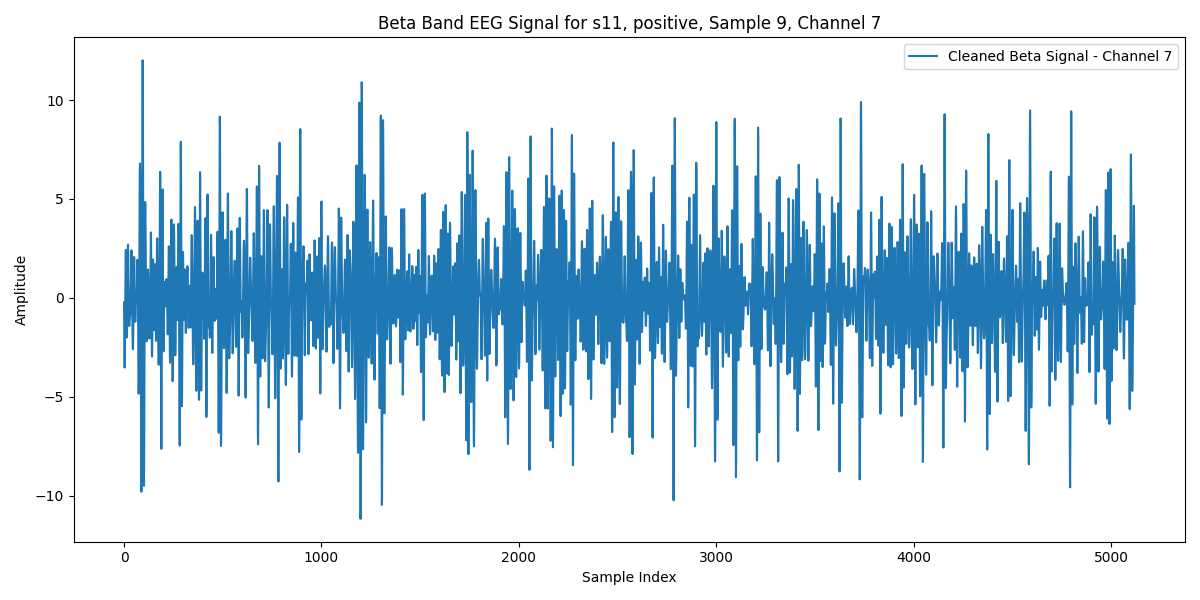 Beta Band EEG Signal for s11, positive, Sample 9, Channel 7
Cleaned Beta Signal - Channel 7
10
5
0
−5
−10
Amplitude
0 1000 2000 3000 4000 5000
Sample Index